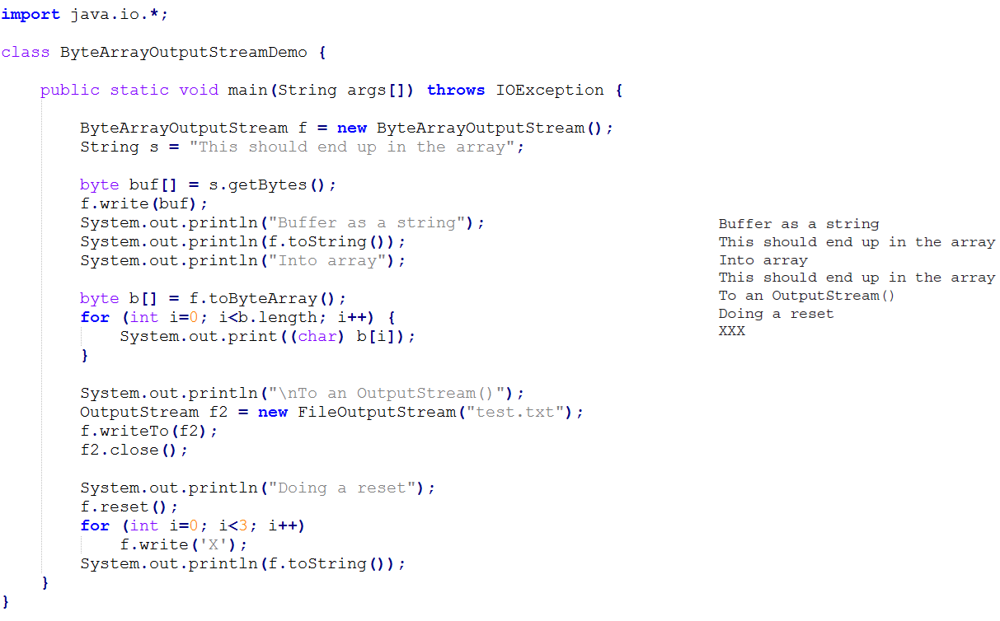 import java.io.*;
class ByteArrayOutputStreamDemo {
public static void main(String args[]) throws IOException {
ByteArrayOutputStream f = new ByteArrayOutputStream();
String s = "This should end up in the array";
byte buf[] = s.getBytes();
f.write(buf);
System.out.println("Buffer as a string");
System.out.println(f.toString());
System.out.println("Into array");
byte b[] = f.toByteArray();
for (int i=0; i<b.length; i++) {
System.out.print((char) b[i]);
}
System.out.println("\nTo an OutputStream()");
OutputStream f2 = new FileOutputStream("test.txt");
f.writeTo(f2);
f2.close();
System.out.println("Doing a reset");
f.reset();
for (int i=0; i<3; i++)
f.write('X');
System.out.println(f.toString());
}
}
Buffer as a string
This should end up in the array
Into array
This should end up in the array
To an OutputStream()
Doing a reset
XXX